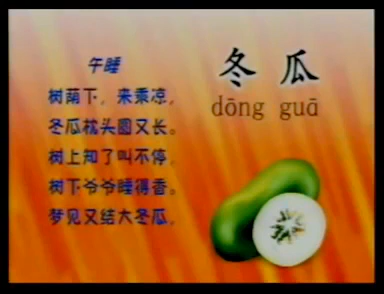 午睡
树荫下，来乘凉，
冬瓜枕头圆又长。
树上知了叫不停，
树下爷爷睡得香。
梦见又结大冬瓜。
冬 瓜
dōng guā